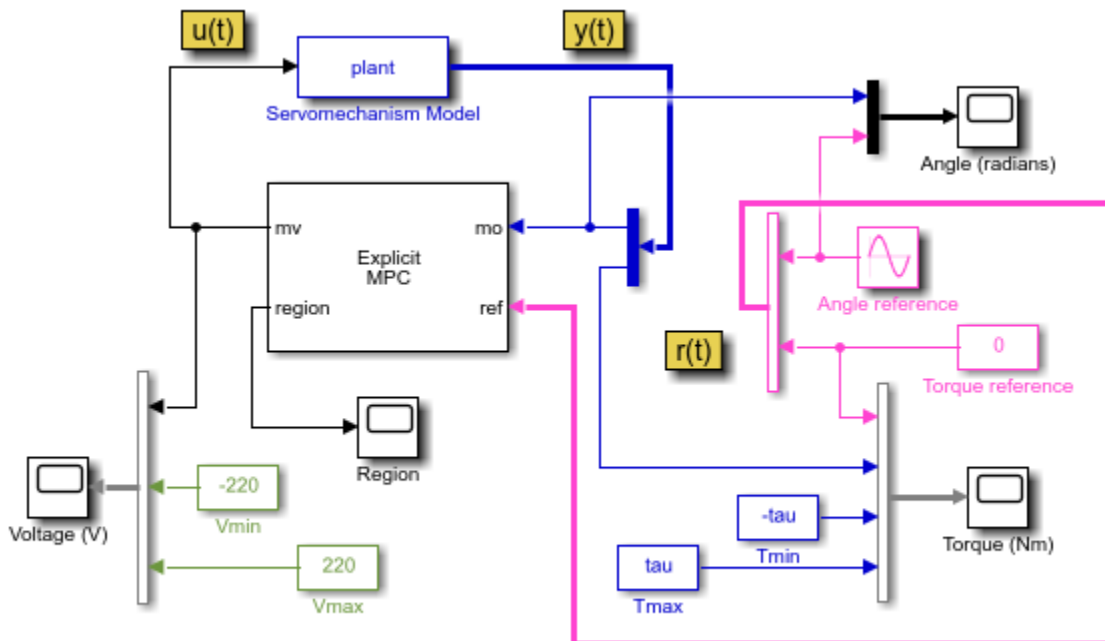 u(t)
y(t)
plant
Servomechanism Model
Angle (radians)
mv
mo
Explicit
MPC
region
ref
Angle reference
r(t)
0
Torque reference
Region
-220
Vmin
Voltage (V)
220
Vmax
-tau
Tmin
Torque (Nm)
tau
Tmax